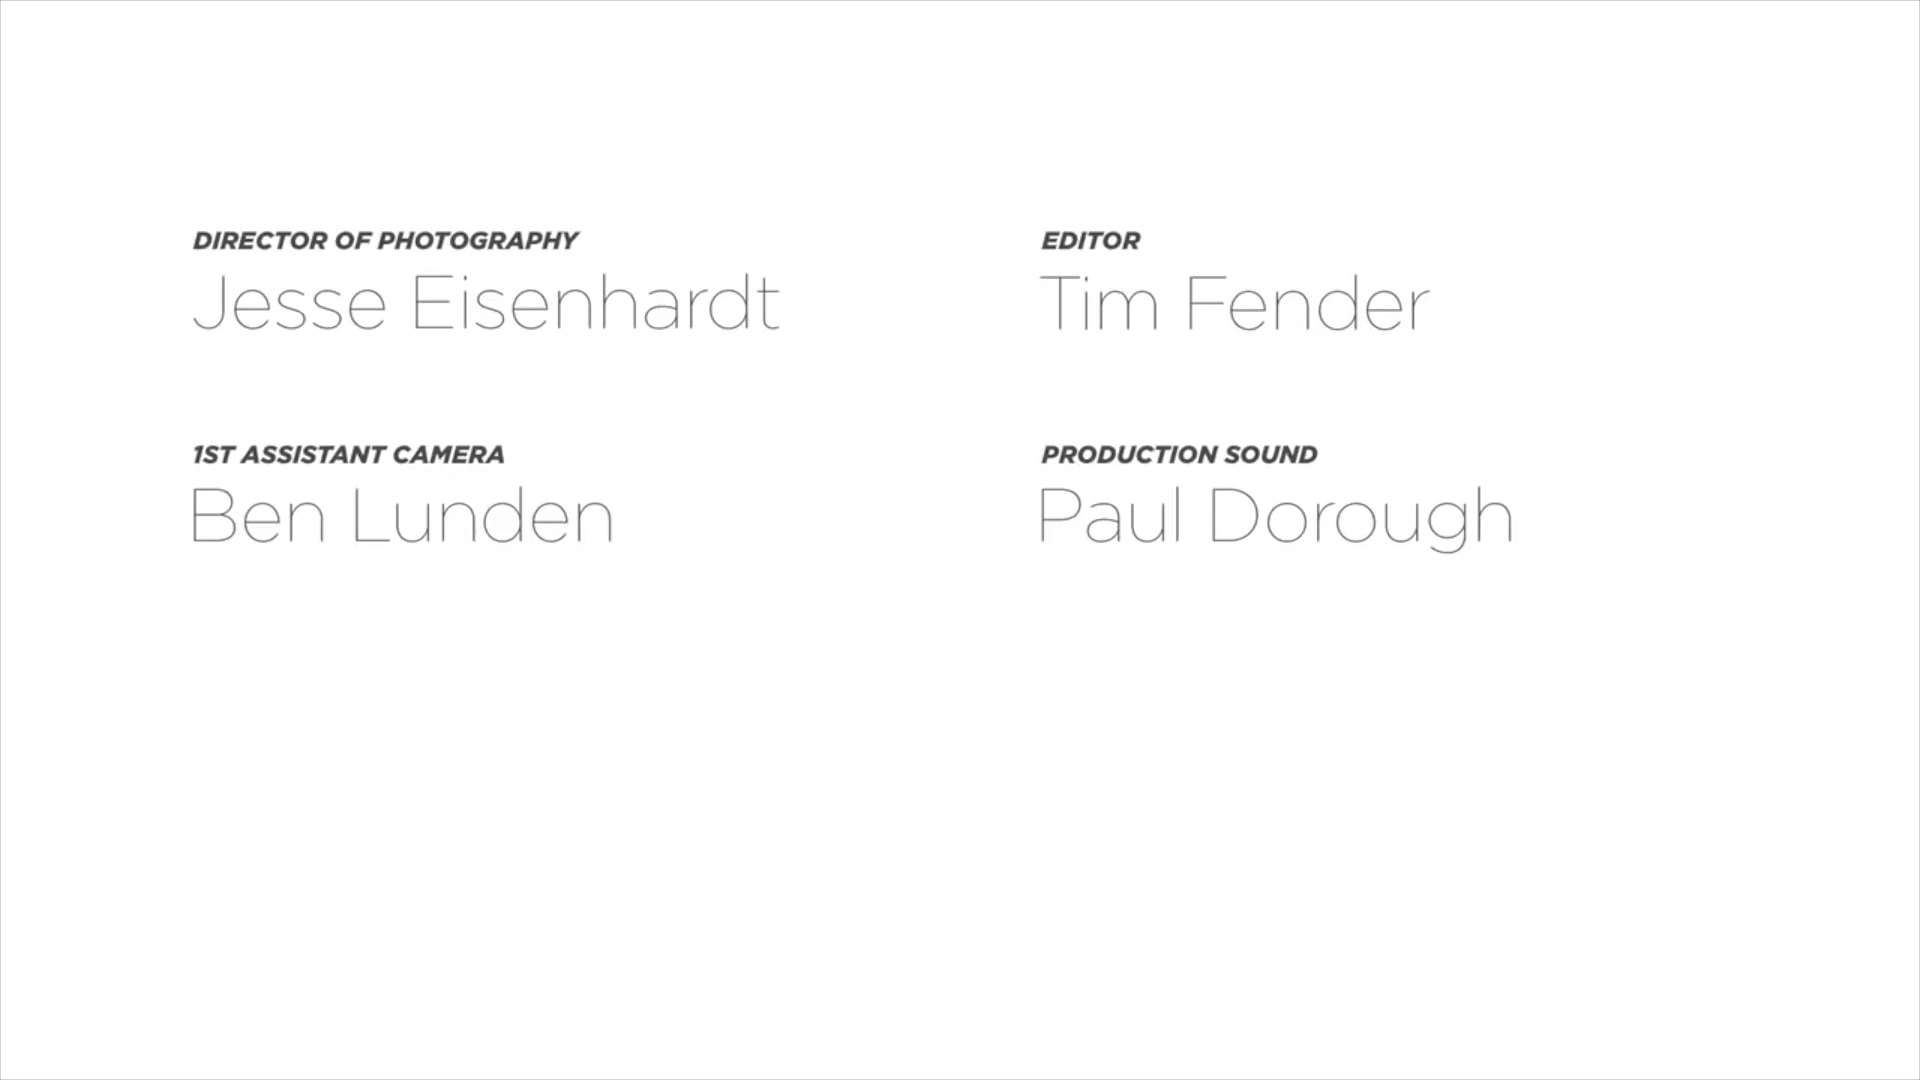 DIRECTOR OF PHOTOGRAPHY
Jesse Eisenhardt
1ST ASSISTANT CAMERA
Ben Lunden
EDITOR
Tim Fender
PRODUCTION SOUND
Paul Dorough